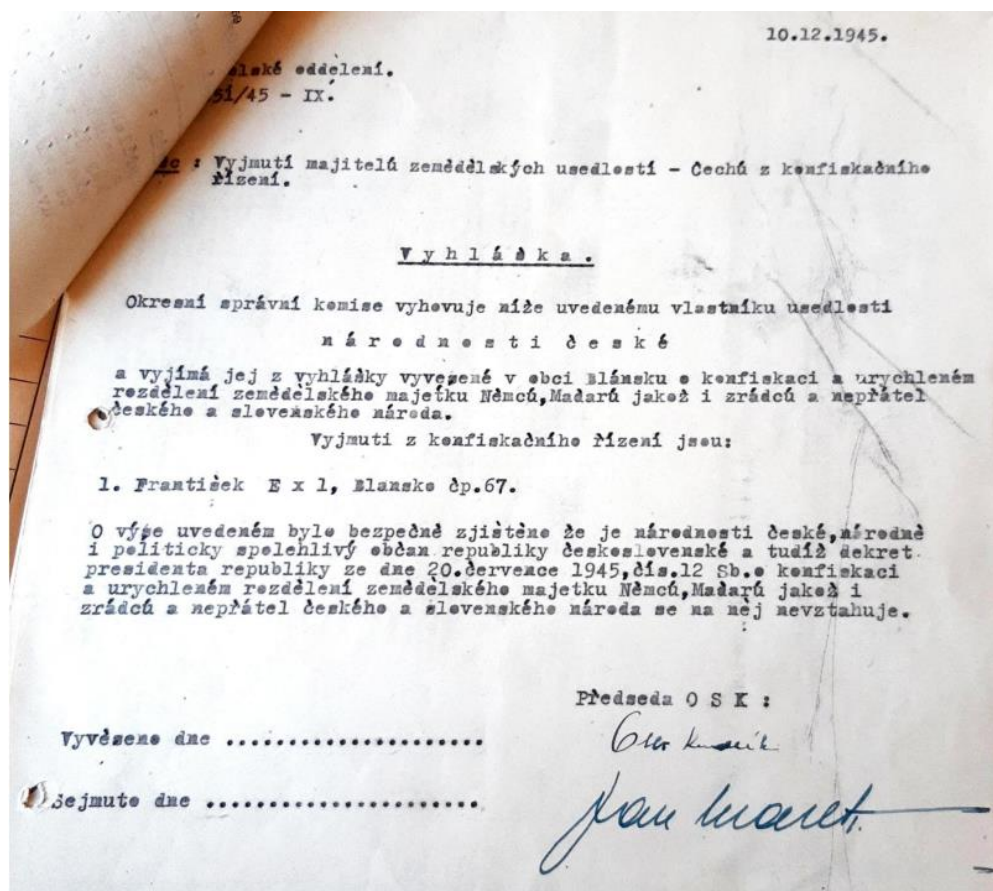 10.12.1945.
oddělení.
51/45 - IX.
: Vyjmutí majitelů zemědělských usedlostí - Čechů z konfiskačního
řízení.
V y h l á š k a .
Okresní správní komise vyhovuje níže uvedenému vlastníku usedlosti
n á r o d n o s t i č e s k é
a vyjímá jej z vyhlášky vyvěšené v obci Blánsku o konfiskaci a urychleném
rozdělení zemědělského majetku Němců,Maďarů jakož i zrádců a nepřátel
českého a slovenského národa.
Vyjmuti z konfiskačního řízení jsou:
1. František E x l, Blansko čp.67.
O výše uvedeném bylo bezpečně zjištěno že je národnosti české,národně
i politicky spolehlivý občan republiky československé a tudíž dekret
presidenta republiky ze dne 20.července 1945,čís.12 Sb.o konfiskaci
a urychleném rozdělení zemědělského majetku Němců,Maďarů jakož i
zrádců a nepřátel českého a slovenského národa se na něj nevztahuje.
Předseda O S K :
Vyvěšeno dne ......................
Sejmuto dne .......................
Jan